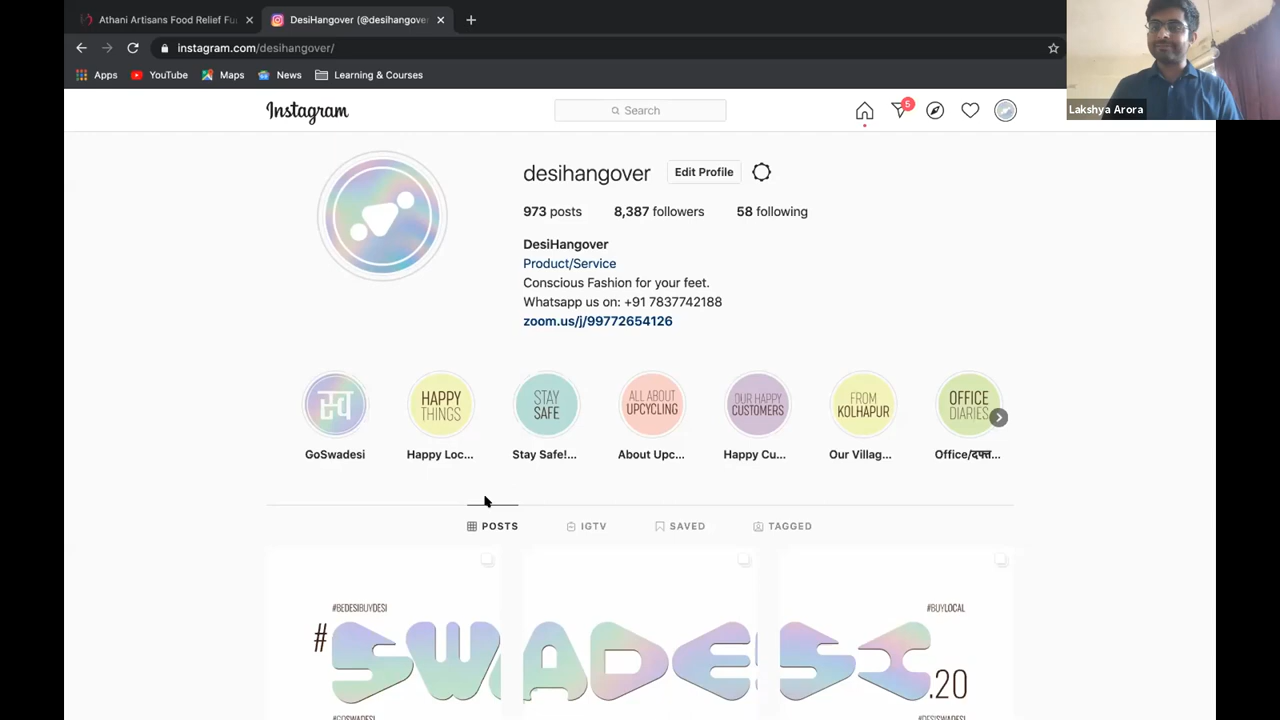 Athani Artisans Food Relief Fu
DesiHangover (@desihangover
instagram.com/desihangover/
Apps YouTube Maps News Learning & Courses
Lakshya Arora
Instagram
Search
5
desihangover Edit Profile
973 posts 8,387 followers 58 following
DesiHangover
Product/Service
Conscious Fashion for your feet.
Whatsapp us on: +91 7837742188
zoom.us/j/99772654126
स्व
HAPPY THINGS
STAY SAFE
ALL ABOUT UPCYCLING
OUR HAPPY CUSTOMERS
FROM KOLHAPUR
OFFICE DIARIES
GoSwadesi Happy Loc... Stay Safe!... About Upc... Happy Cu... Our Villag... Office/दफ्त...
POSTS IGTV SAVED TAGGED
#BEDESIBUYDESI #BUYLOCAL
#SWADESI.20
#GOSWADESI #DESISWADESI